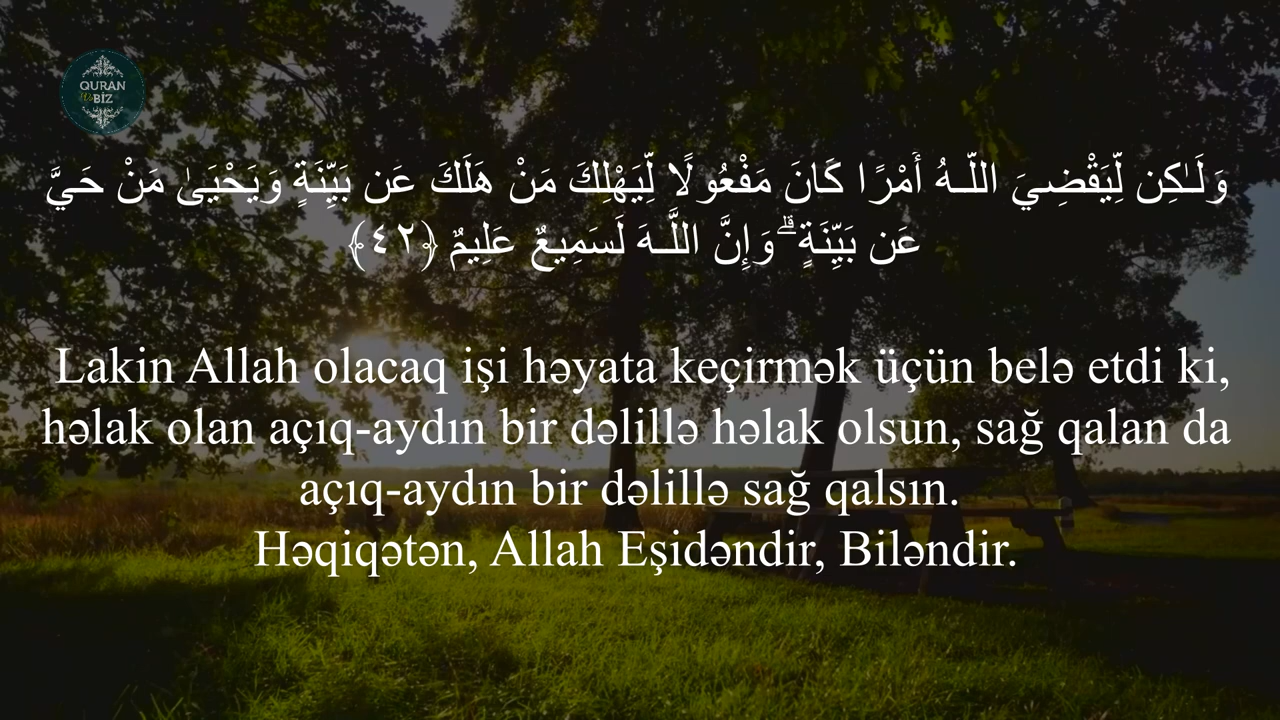 QURAN
BİZ
وَلَـٰكِن لِّيَقْضِيَ اللَّـهُ أَمْرًا كَانَ مَفْعُولًا لِّيَهْلِكَ مَنْ هَلَكَ عَن بَيِّنَةٍ وَيَحْيَىٰ مَنْ حَيَّ
عَن بَيِّنَةٍ ۗ وَإِنَّ اللَّـهَ لَسَمِيعٌ عَلِيمٌ ﴿٤٢﴾
Lakin Allah olacaq işi həyata keçirmək üçün belə etdi ki,
həlak olan açıq-aydın bir dəlillə həlak olsun, sağ qalan da
açıq-aydın bir dəlillə sağ qalsın.
Həqiqətən, Allah Eşidəndir, Biləndir.